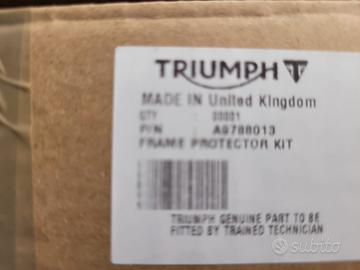 TRIUMPH
MADE IN United Kingdom
QTY : 00001
P/N : A9788013
FRAME PROTECTOR KIT
TRIUMPH GENUINE PART TO BE
FITTED BY TRAINED TECHNICIAN
subito